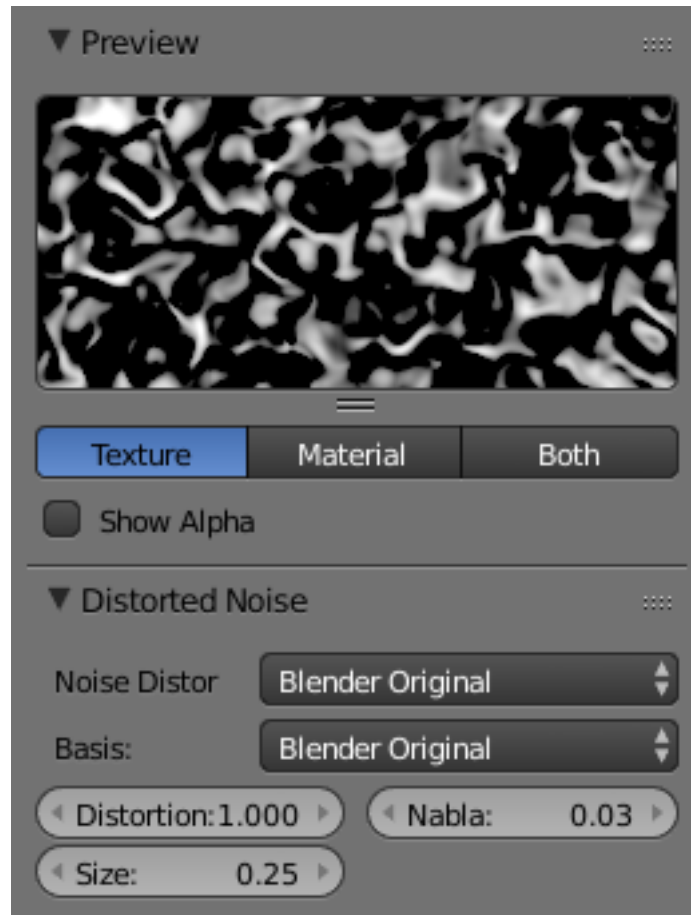 Preview
Texture Material Both
Show Alpha
Distorted Noise
Noise Distor Blender Original
Basis: Blender Original
Distortion: 1.000 Nabla: 0.03
Size: 0.25